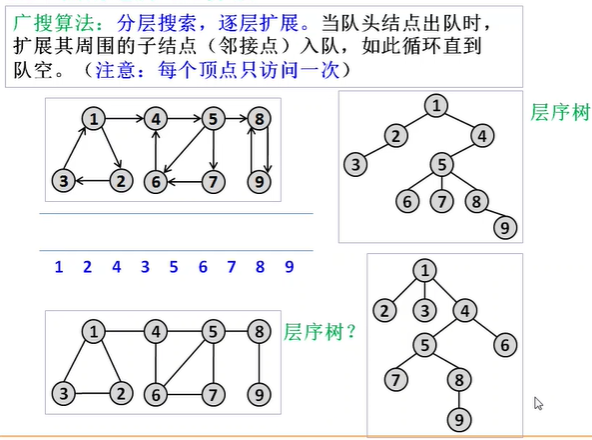 广搜算法：分层搜索，逐层扩展。当队头结点出队时，
扩展其周围的子结点（邻接点）入队，如此循环直到
队空。（注意：每个顶点只访问一次）
1 4 5 8
3 2 6 7 9
1
2 4
3 5
6 7 8
9
层序树
1 2 4 3 5 6 7 8 9
1 4 5 8
3 2 6 7 9
层序树？
1
2 3 4
5 6
7 8
9